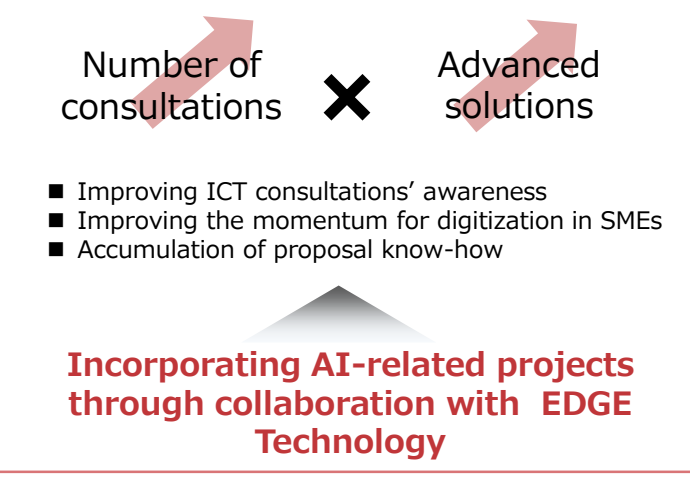 Number of
consultations
×
Advanced
solutions
■ Improving ICT consultations’ awareness
■ Improving the momentum for digitization in SMEs
■ Accumulation of proposal know-how
Incorporating AI-related projects
through collaboration with  EDGE
Technology